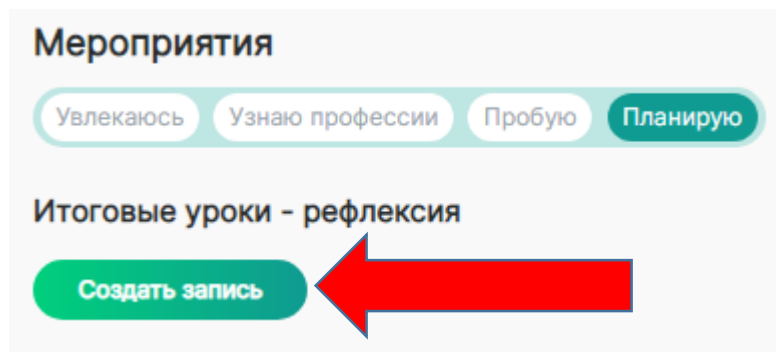 Мероприятия
Увлекаюсь Узнаю профессии Пробую Планирую
Итоговые уроки - рефлексия
Создать запись